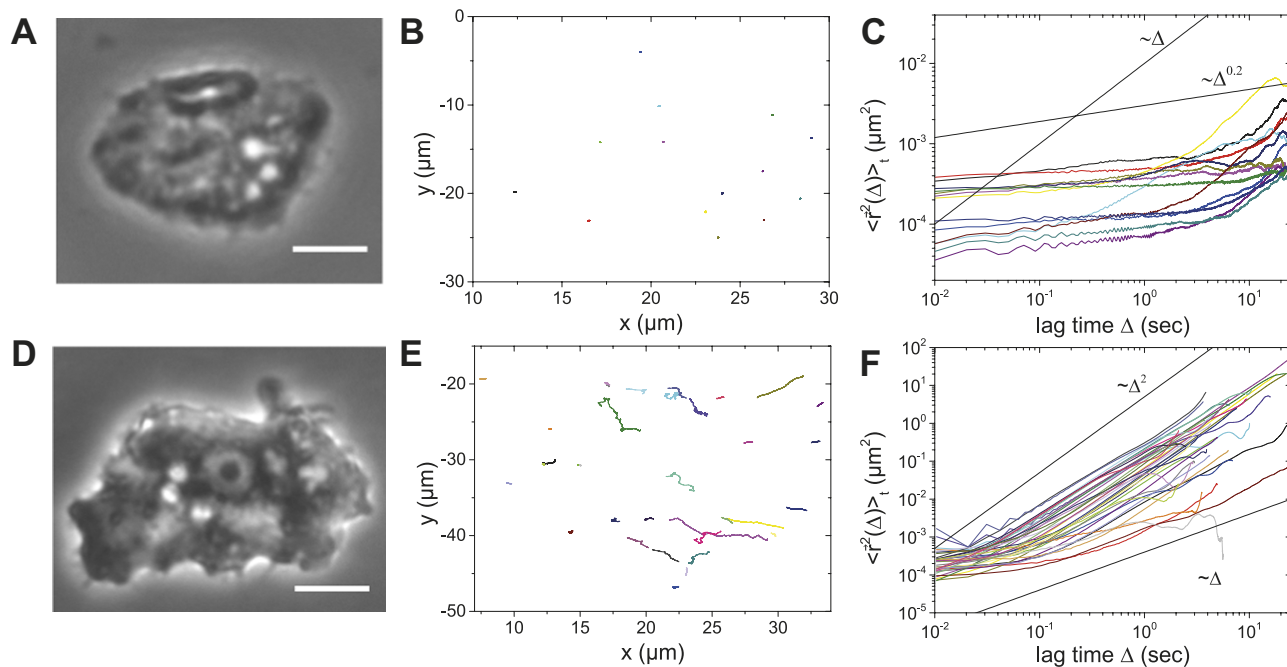 A
B
0
-10
-20
-30
y (µm)
10
15
20
25
30
x (µm)
C
~Δ
~Δ^0.2
10^-2
10^-3
10^-4
<r̄²(Δ)>_t (µm²)
10^-2
10^-1
10^0
10^1
lag time Δ (sec)
D
E
-20
-30
-40
-50
y (µm)
10
15
20
25
30
x (µm)
F
~Δ²
~Δ
10^2
10^1
10^0
10^-1
10^-2
10^-3
10^-4
10^-5
<r̄²(Δ)>_t (µm²)
10^-2
10^-1
10^0
10^1
lag time Δ (sec)